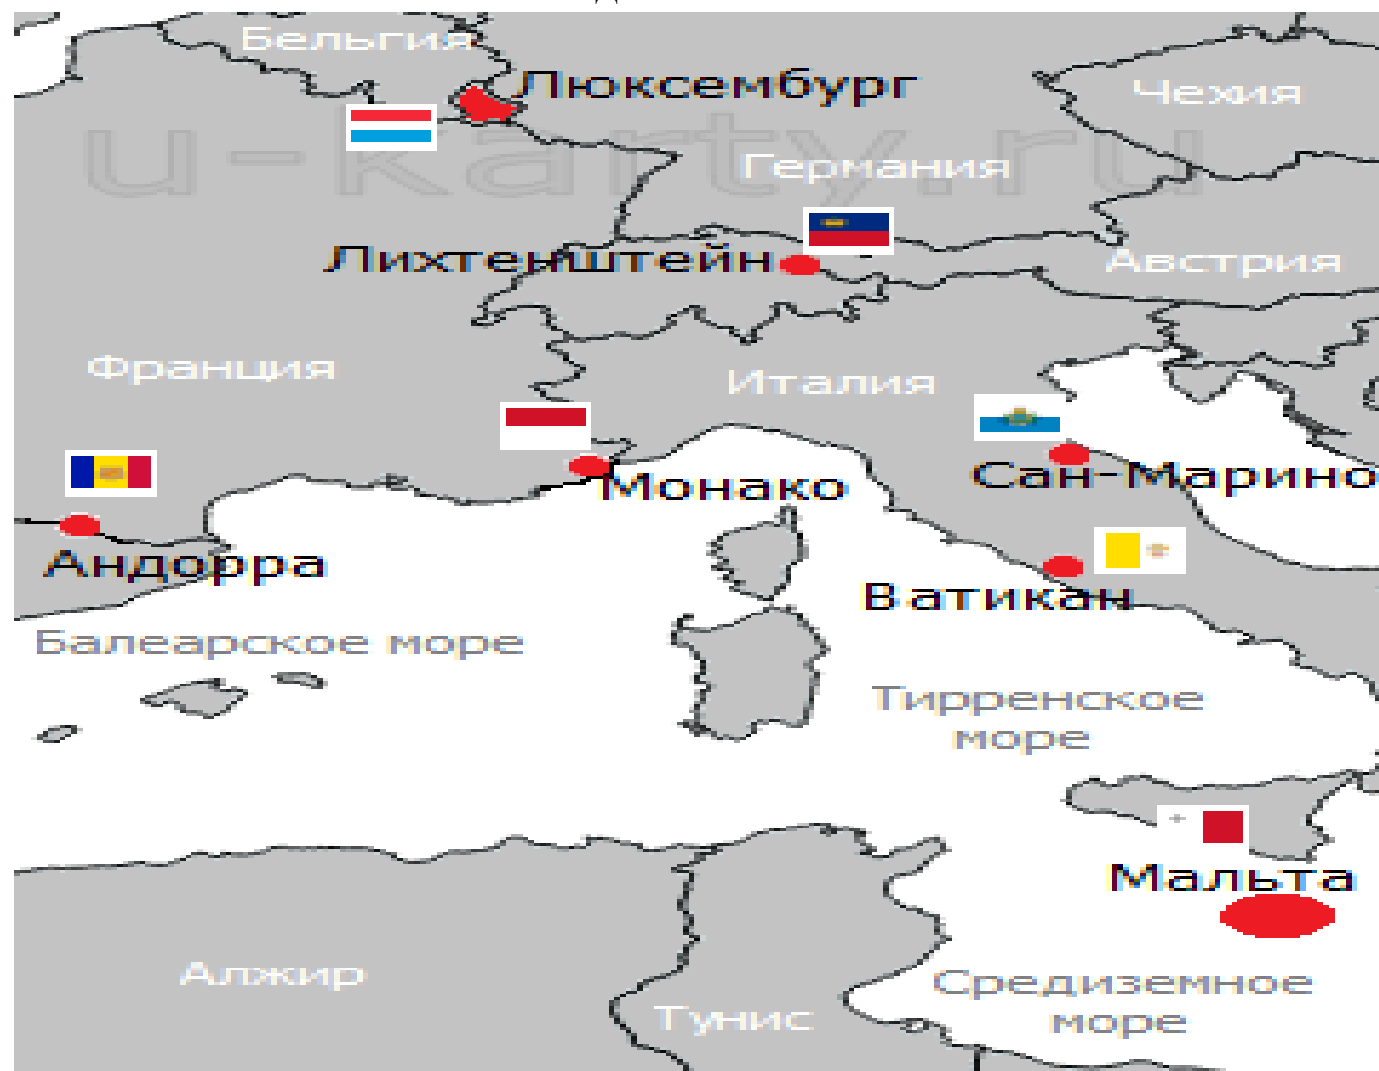 Бельгия
Люксембург
Чехия
u-karty.ru
Германия
Лихтенштейн
Австрия
Франция
Италия
Сан-Марино
Монако
Андорра
Ватикан
Балеарское море
Тирренское
море
Мальта
Алжир
Средиземное
море
Тунис